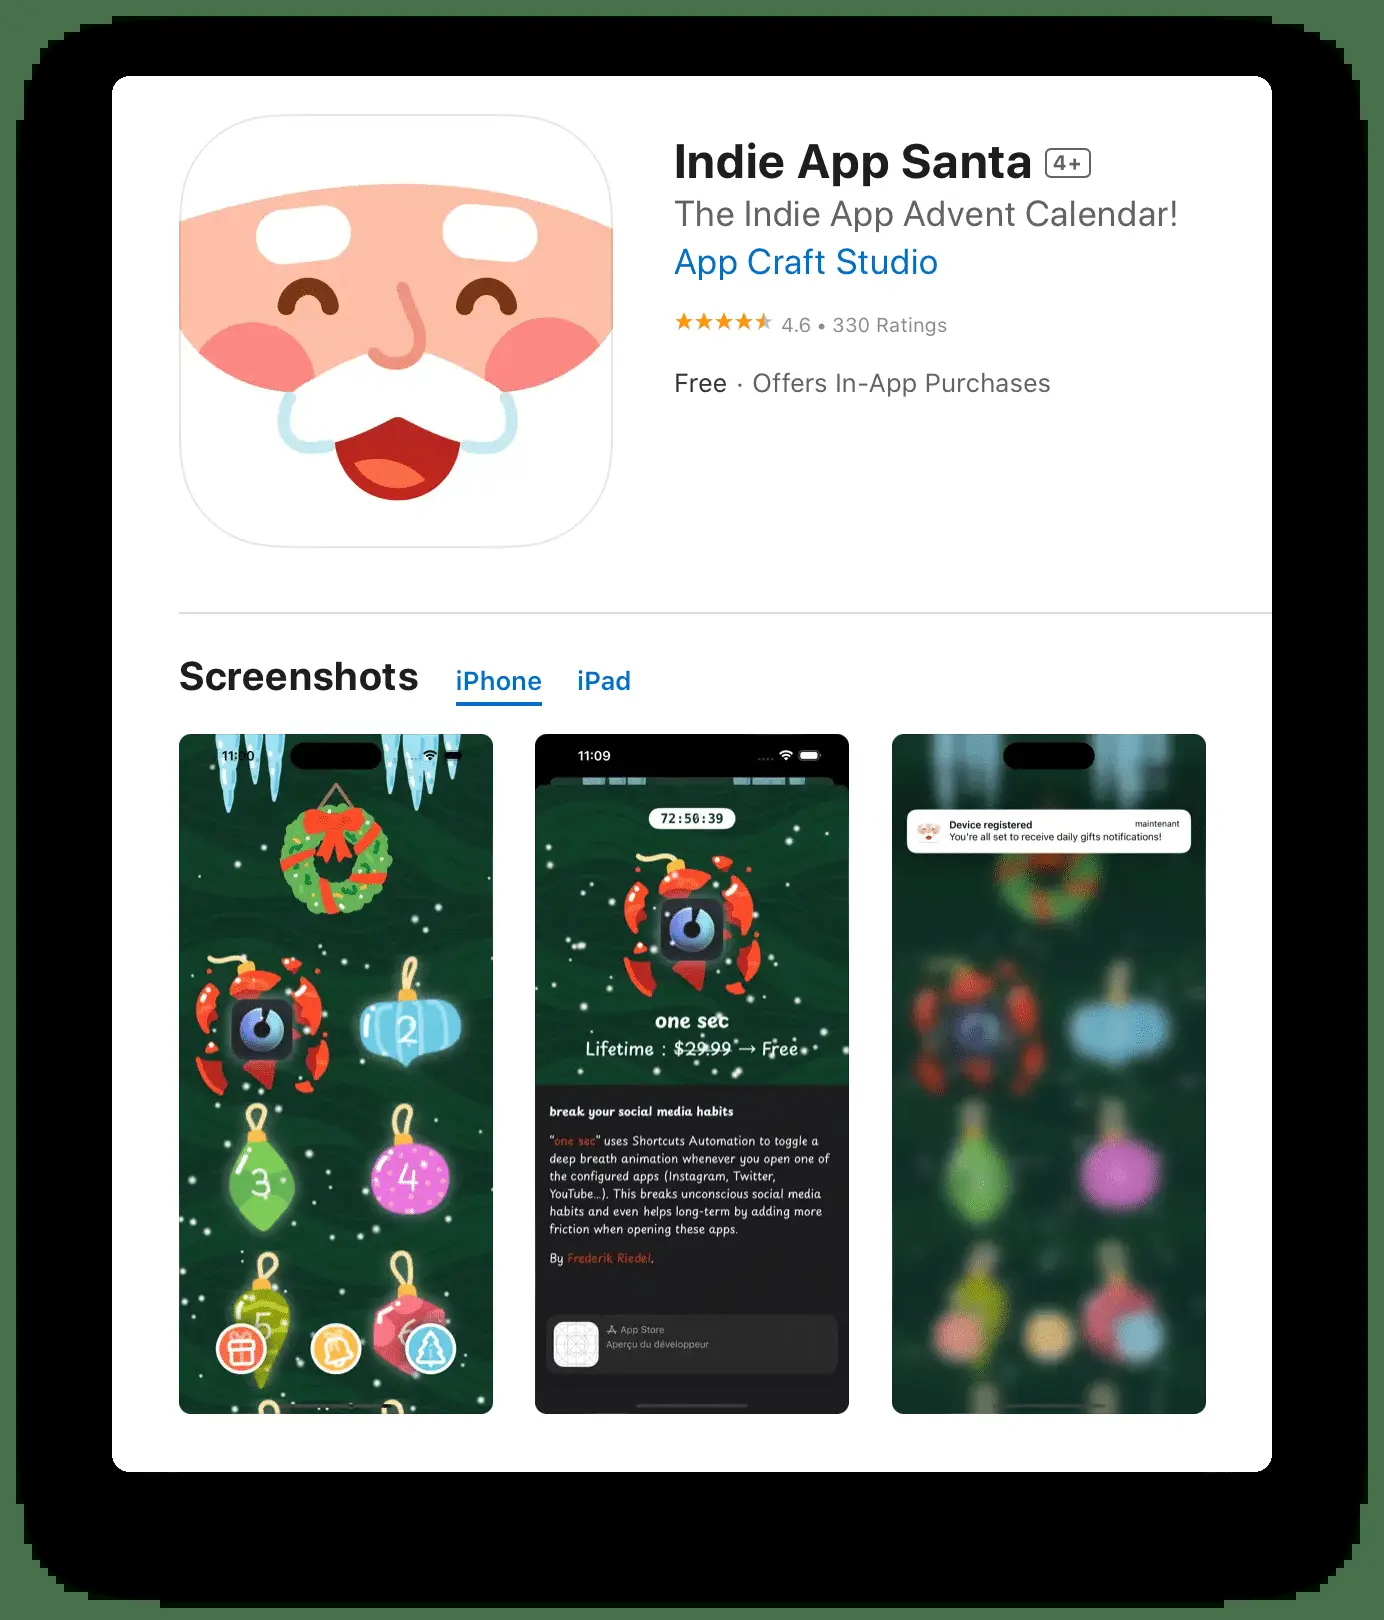 Indie App Santa 4+
The Indie App Advent Calendar!
App Craft Studio
4.6 • 330 Ratings
Free · Offers In-App Purchases
Screenshots iPhone iPad
11:00
2
3
4
5
6
11:09
72:50:39
one sec
Lifetime : $29.99 → Free
break your social media habits
"one sec" uses Shortcuts Automation to toggle a
deep breath animation whenever you open one of
the configured apps (Instagram, Twitter,
YouTube...). This breaks unconscious social media
habits and even helps long-term by adding more
friction when opening these apps.
By Frederik Riedel.
App Store
Aperçu du développeur
Device registered maintenant
You're all set to receive daily gifts notifications!